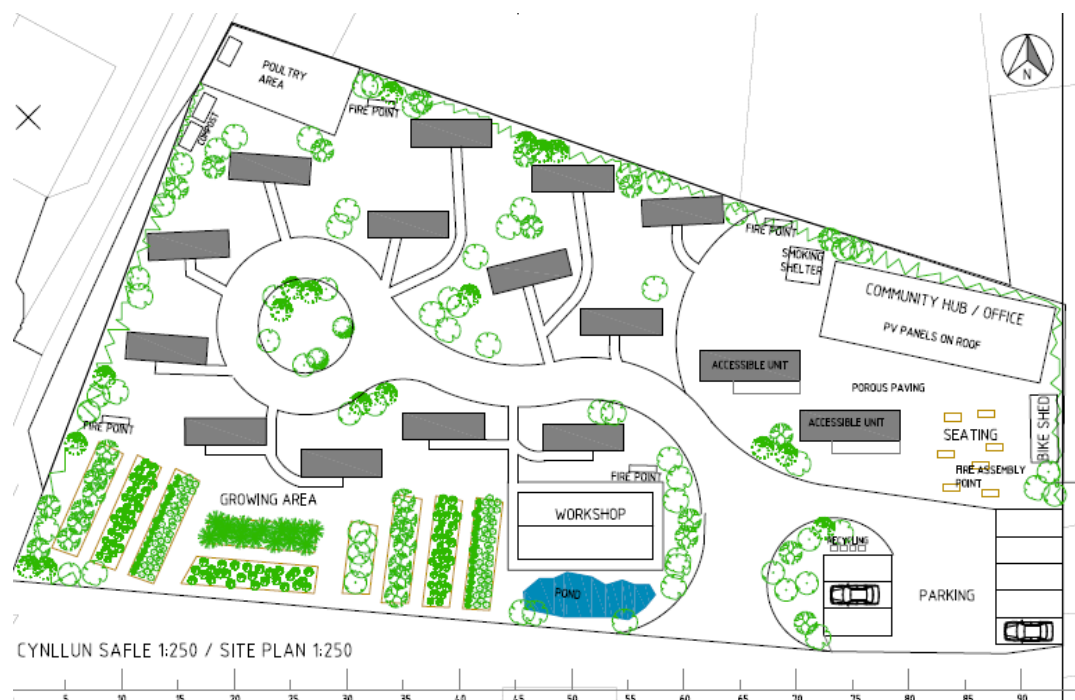 N
POULTRY
AREA
FIRE POINT
COMPOST
FIRE POINT
SMOKING
SHELTER
COMMUNITY HUB / OFFICE
PV PANELS ON ROOF
ACCESSIBLE UNIT
POROUS PAVING
ACCESSIBLE UNIT
SEATING
BIKE SHED
FIRE ASSEMBLY
POINT
FIRE POINT
FIRE POINT
GROWING AREA
WORKSHOP
RECYCLING
POND
PARKING
CYNLLUN SAFLE 1:250 / SITE PLAN 1:250
5 10 15 20 25 30 35 40 45 50 55 60 65 70 75 80 85 90